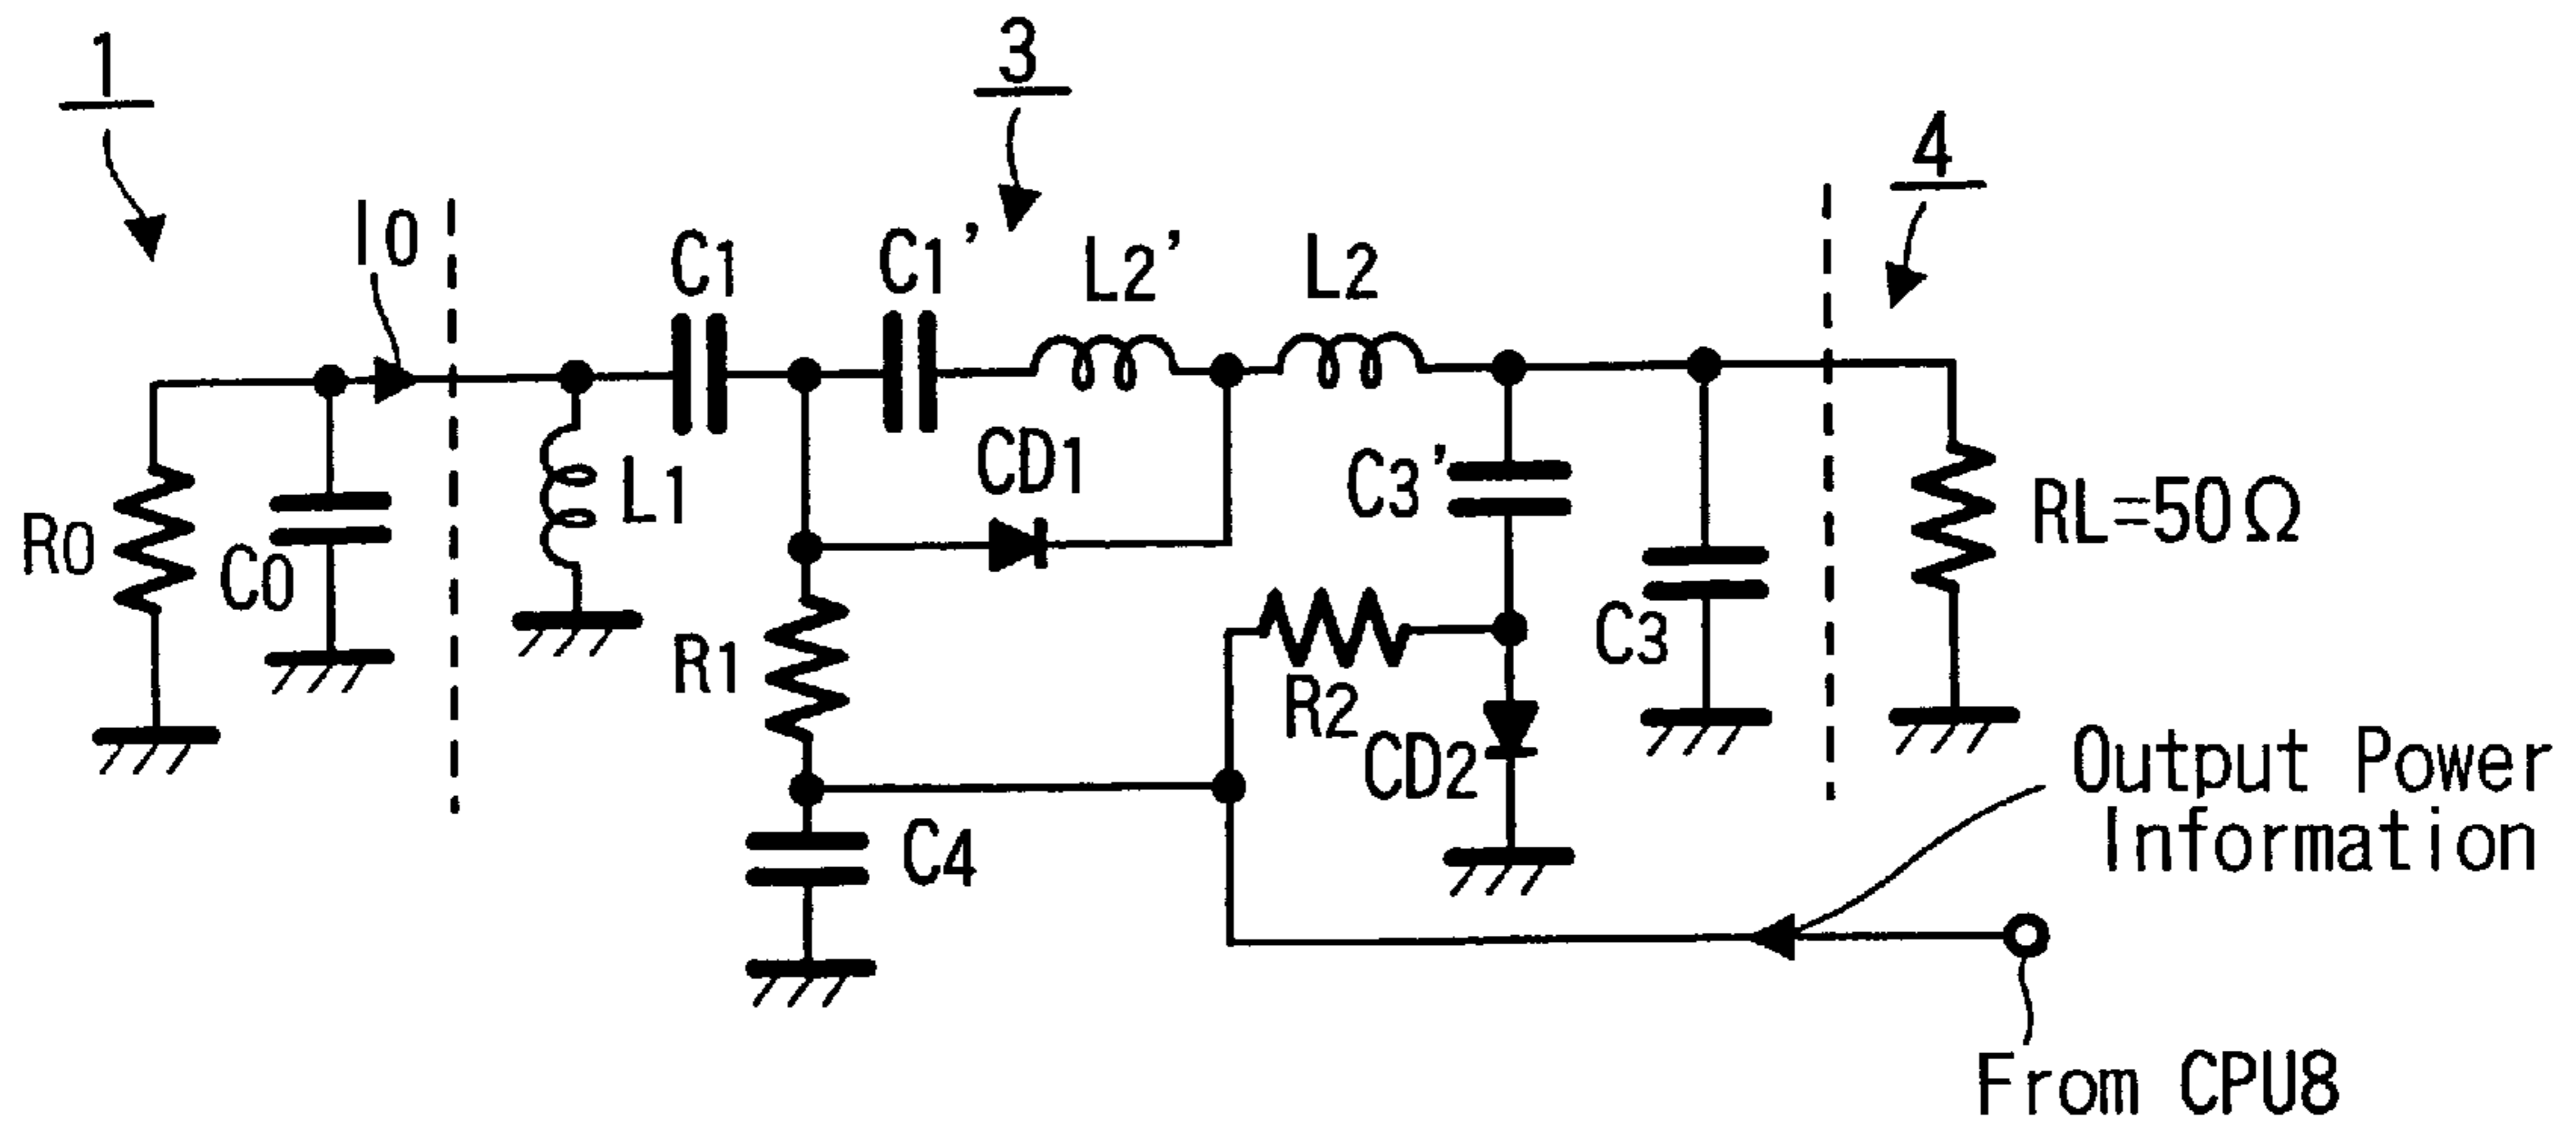 1
3
4
I0
C1
C1'
L2'
L2
R0
C0
L1
CD1
C3'
RL=50Ω
R1
R2
C3
CD2
C4
Output Power
Information
From CPU8